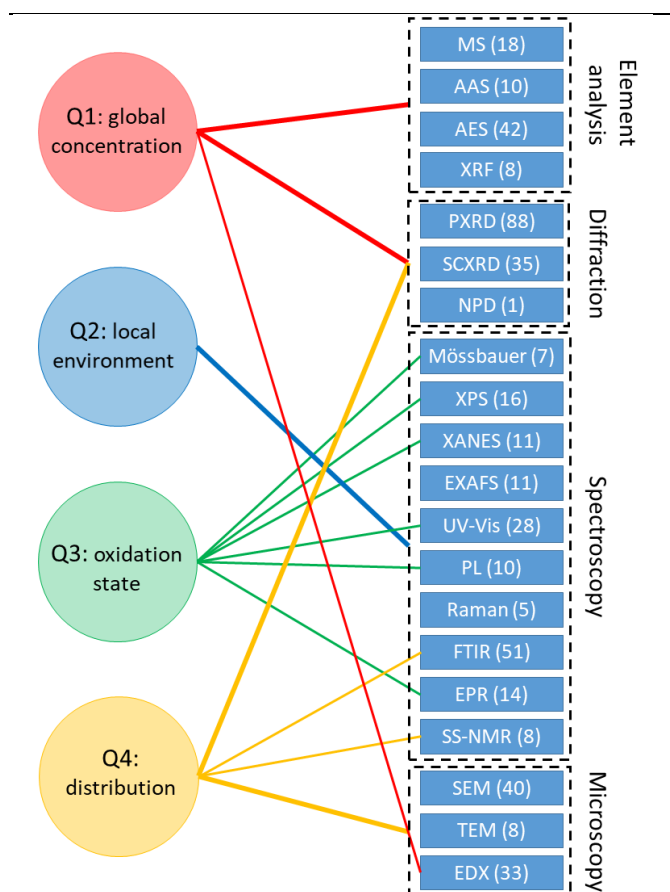 Q1: global
concentration
Q2: local
environment
Q3: oxidation
state
Q4:
distribution
MS (18)
AAS (10)
AES (42)
XRF (8)
Element
analysis
PXRD (88)
SCXRD (35)
NPD (1)
Diffraction
Mössbauer (7)
XPS (16)
XANES (11)
EXAFS (11)
UV-Vis (28)
PL (10)
Raman (5)
FTIR (51)
EPR (14)
SS-NMR (8)
Spectroscopy
SEM (40)
TEM (8)
EDX (33)
Microscopy